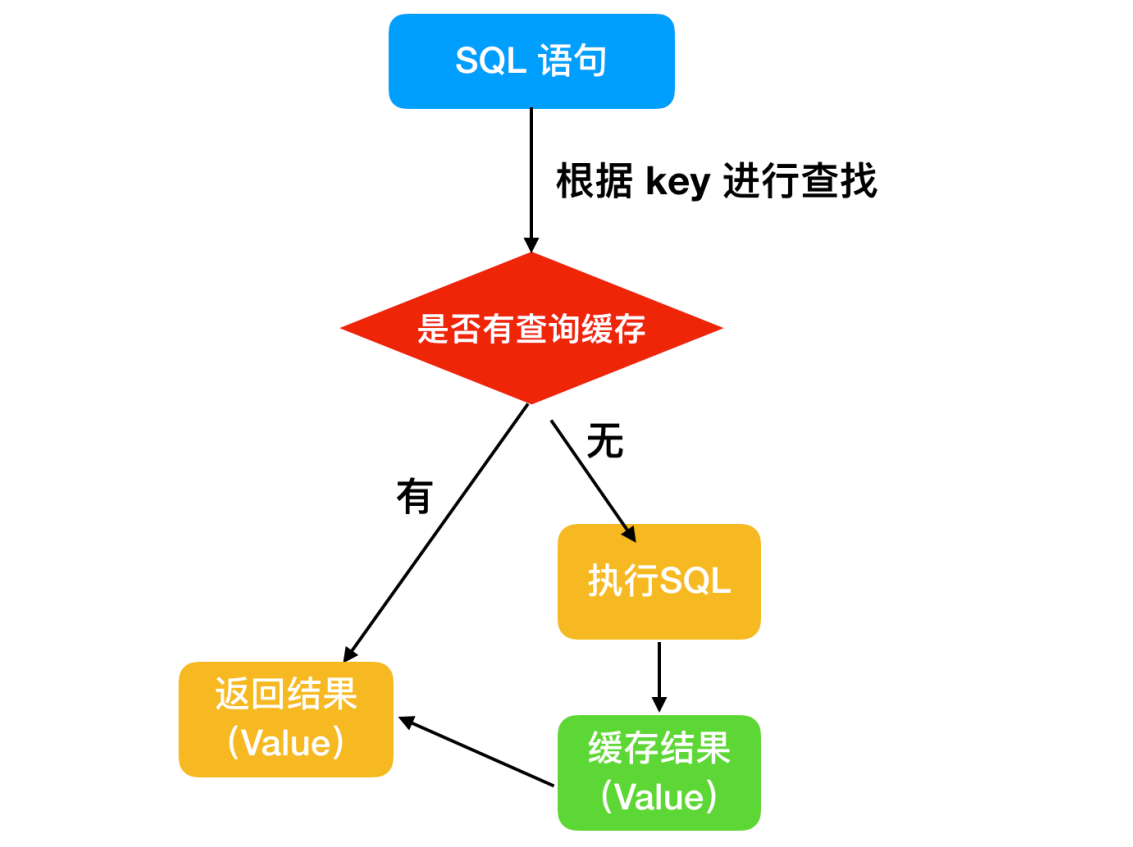 SQL 语句
根据 key 进行查找
是否有查询缓存
无
有
执行SQL
返回结果
（Value）
缓存结果
（Value）